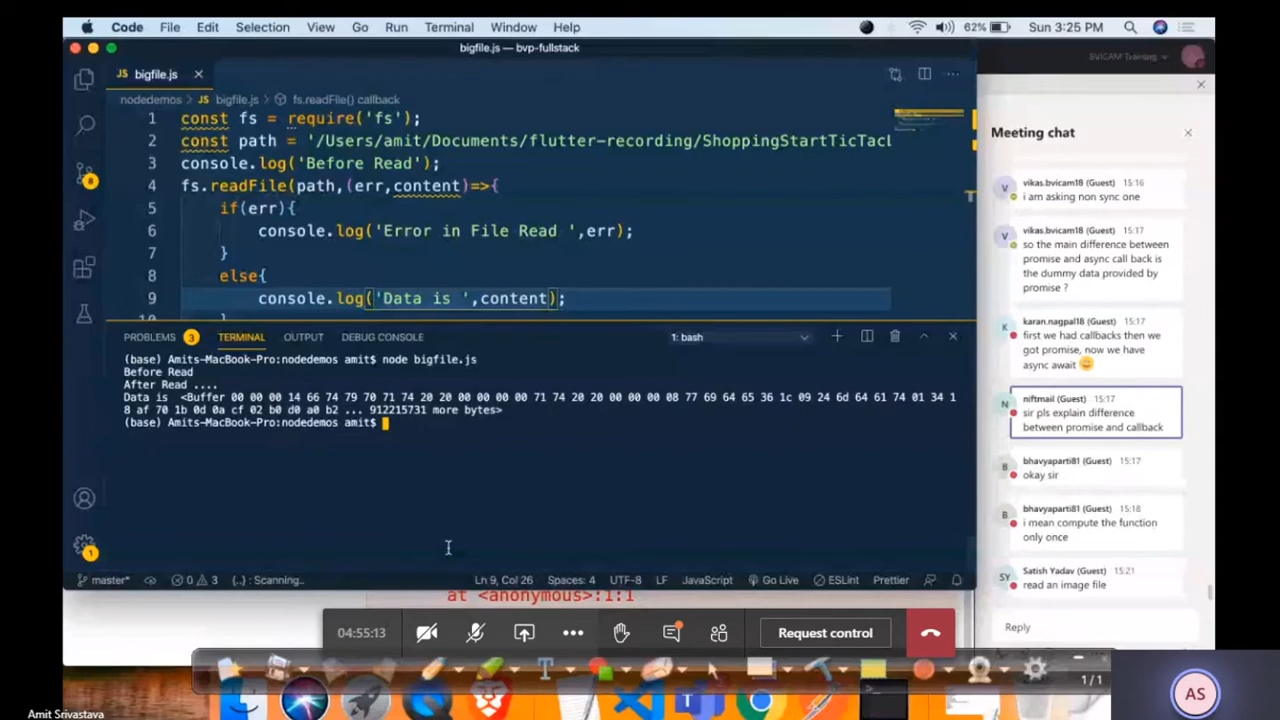 Code File Edit Selection View Go Run Terminal Window Help
62% Sun 3:25 PM
bigfile.js — bvp-fullstack
JS bigfile.js
nodedemos > JS bigfile.js > fs.readFile() callback
1 const fs = require('fs');
2 const path = '/Users/amit/Documents/flutter-recording/ShoppingStartTicTacl
3 console.log('Before Read');
4 fs.readFile(path,(err,content)=>{
5 if(err){
6 console.log('Error in File Read ',err);
7 }
8 else{
9 console.log('Data is ',content);
10 }
PROBLEMS 3 TERMINAL OUTPUT DEBUG CONSOLE 1: bash
(base) Amits-MacBook-Pro:nodedemos amit$ node bigfile.js
Before Read
After Read ....
Data is <Buffer 00 00 00 14 66 74 79 70 71 74 20 20 00 00 00 00 71 74 20 20 00 00 00 08 77 69 64 65 36 1c 09 24 6d 64 61 74 01 34 1
8 af 70 1b 0d 0a cf 02 b0 d0 a0 b2 ... 912215731 more bytes>
(base) Amits-MacBook-Pro:nodedemos amit$
8
1
master* 0 3 {..} : Scanning.. Ln 9, Col 26 Spaces: 4 UTF-8 LF JavaScript Go Live ESLint Prettier
at <anonymous>:1:1
04:55:13 Request control
BVICAM Training
Meeting chat
V vikas.bvicam18 (Guest) 15:16
i am asking non sync one
V vikas.bvicam18 (Guest) 15:17
so the main difference between
promise and async call back is
the dummy data provided by
promise ?
K karan.nagpal18 (Guest) 15:17
first we had callbacks then we
got promise, now we have
async await
N niftmail (Guest) 15:17
sir pls explain difference
between promise and callback
B bhavyaparti81 (Guest) 15:17
okay sir
B bhavyaparti81 (Guest) 15:18
i mean compute the function
only once
SY Satish Yadav (Guest) 15:21
read an image file
Reply
1/1
AS
Amit Srivastava